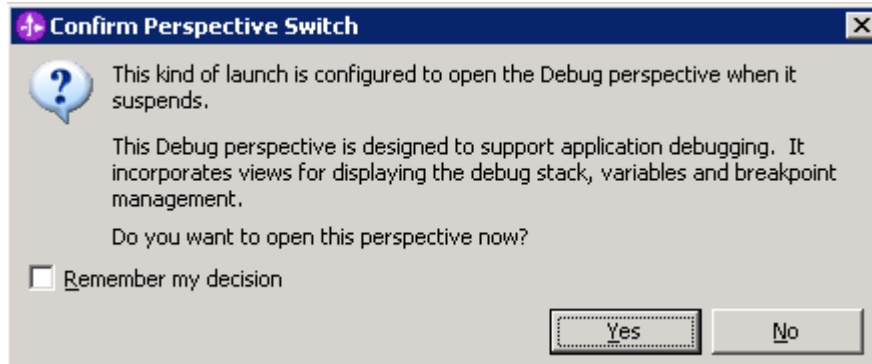 Confirm Perspective Switch
This kind of launch is configured to open the Debug perspective when it
suspends.
This Debug perspective is designed to support application debugging.  It
incorporates views for displaying the debug stack, variables and breakpoint
management.
Do you want to open this perspective now?
Remember my decision
Yes No